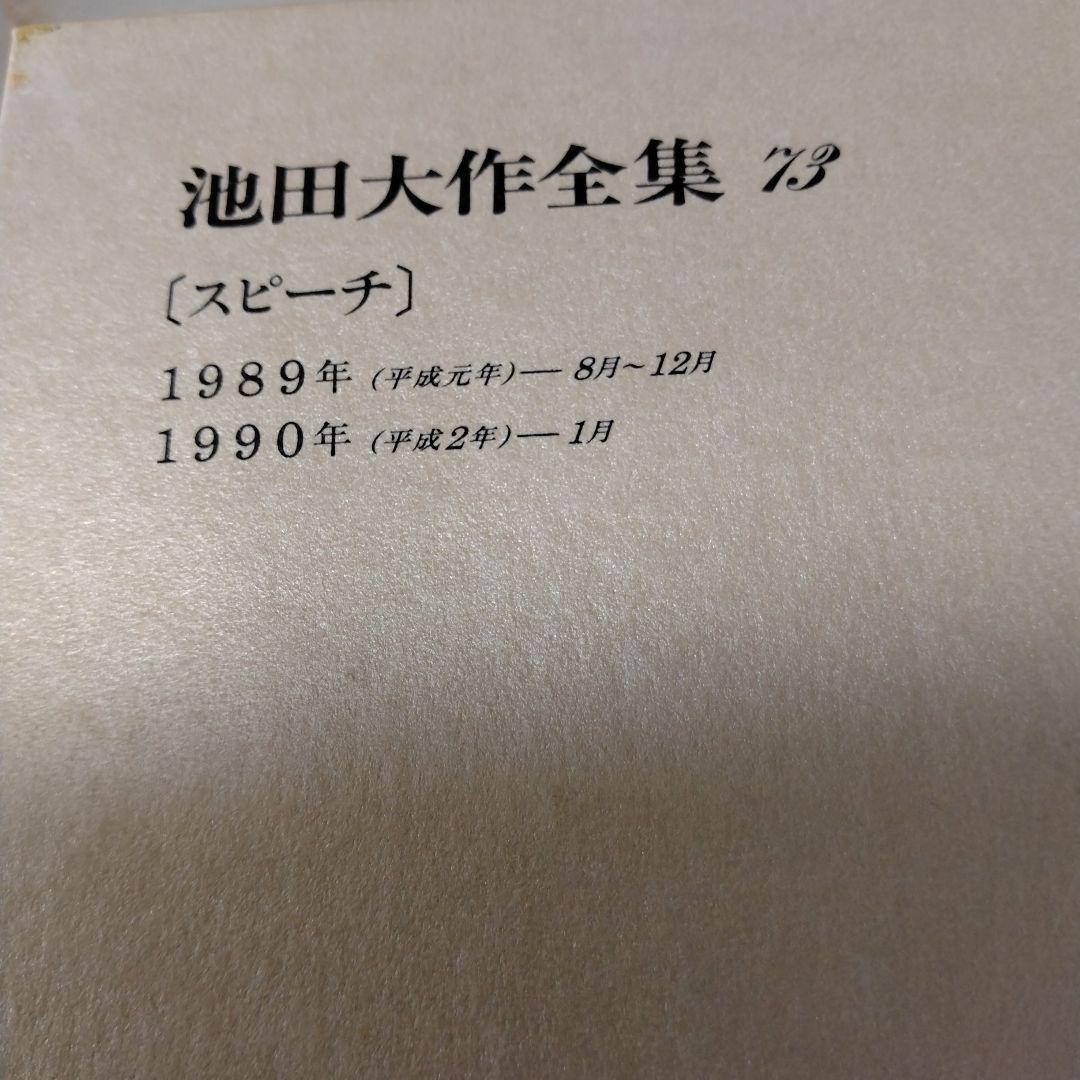 池田大作全集 73
〔スピーチ〕
1989年（平成元年）― 8月～12月
1990年（平成2年）― 1月